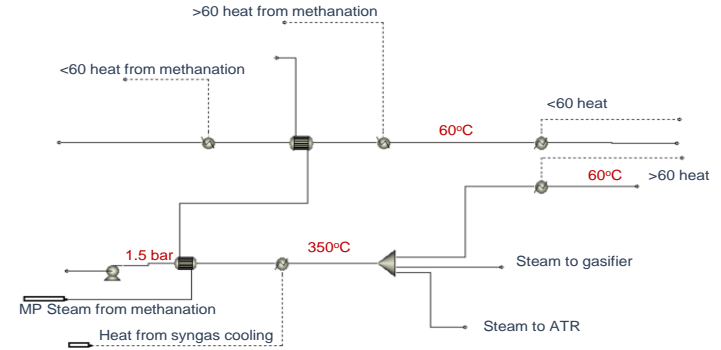 >60 heat from methanation
<60 heat from methanation
<60 heat
60°C
60°C
>60 heat
1.5 bar
350°C
Steam to gasifier
MP Steam from methanation
Steam to ATR
Heat from syngas cooling